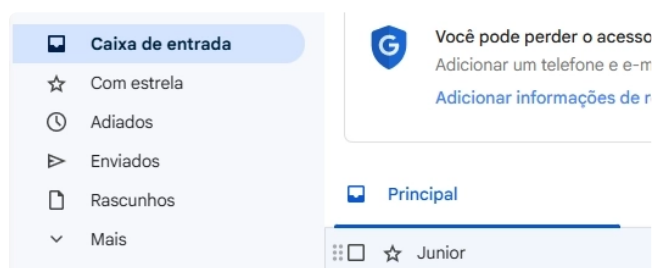 Caixa de entrada
Com estrela
Adiados
Enviados
Rascunhos
Mais
G
Você pode perder o acesso
Adicionar um telefone e e-m
Adicionar informações de r
Principal
Junior